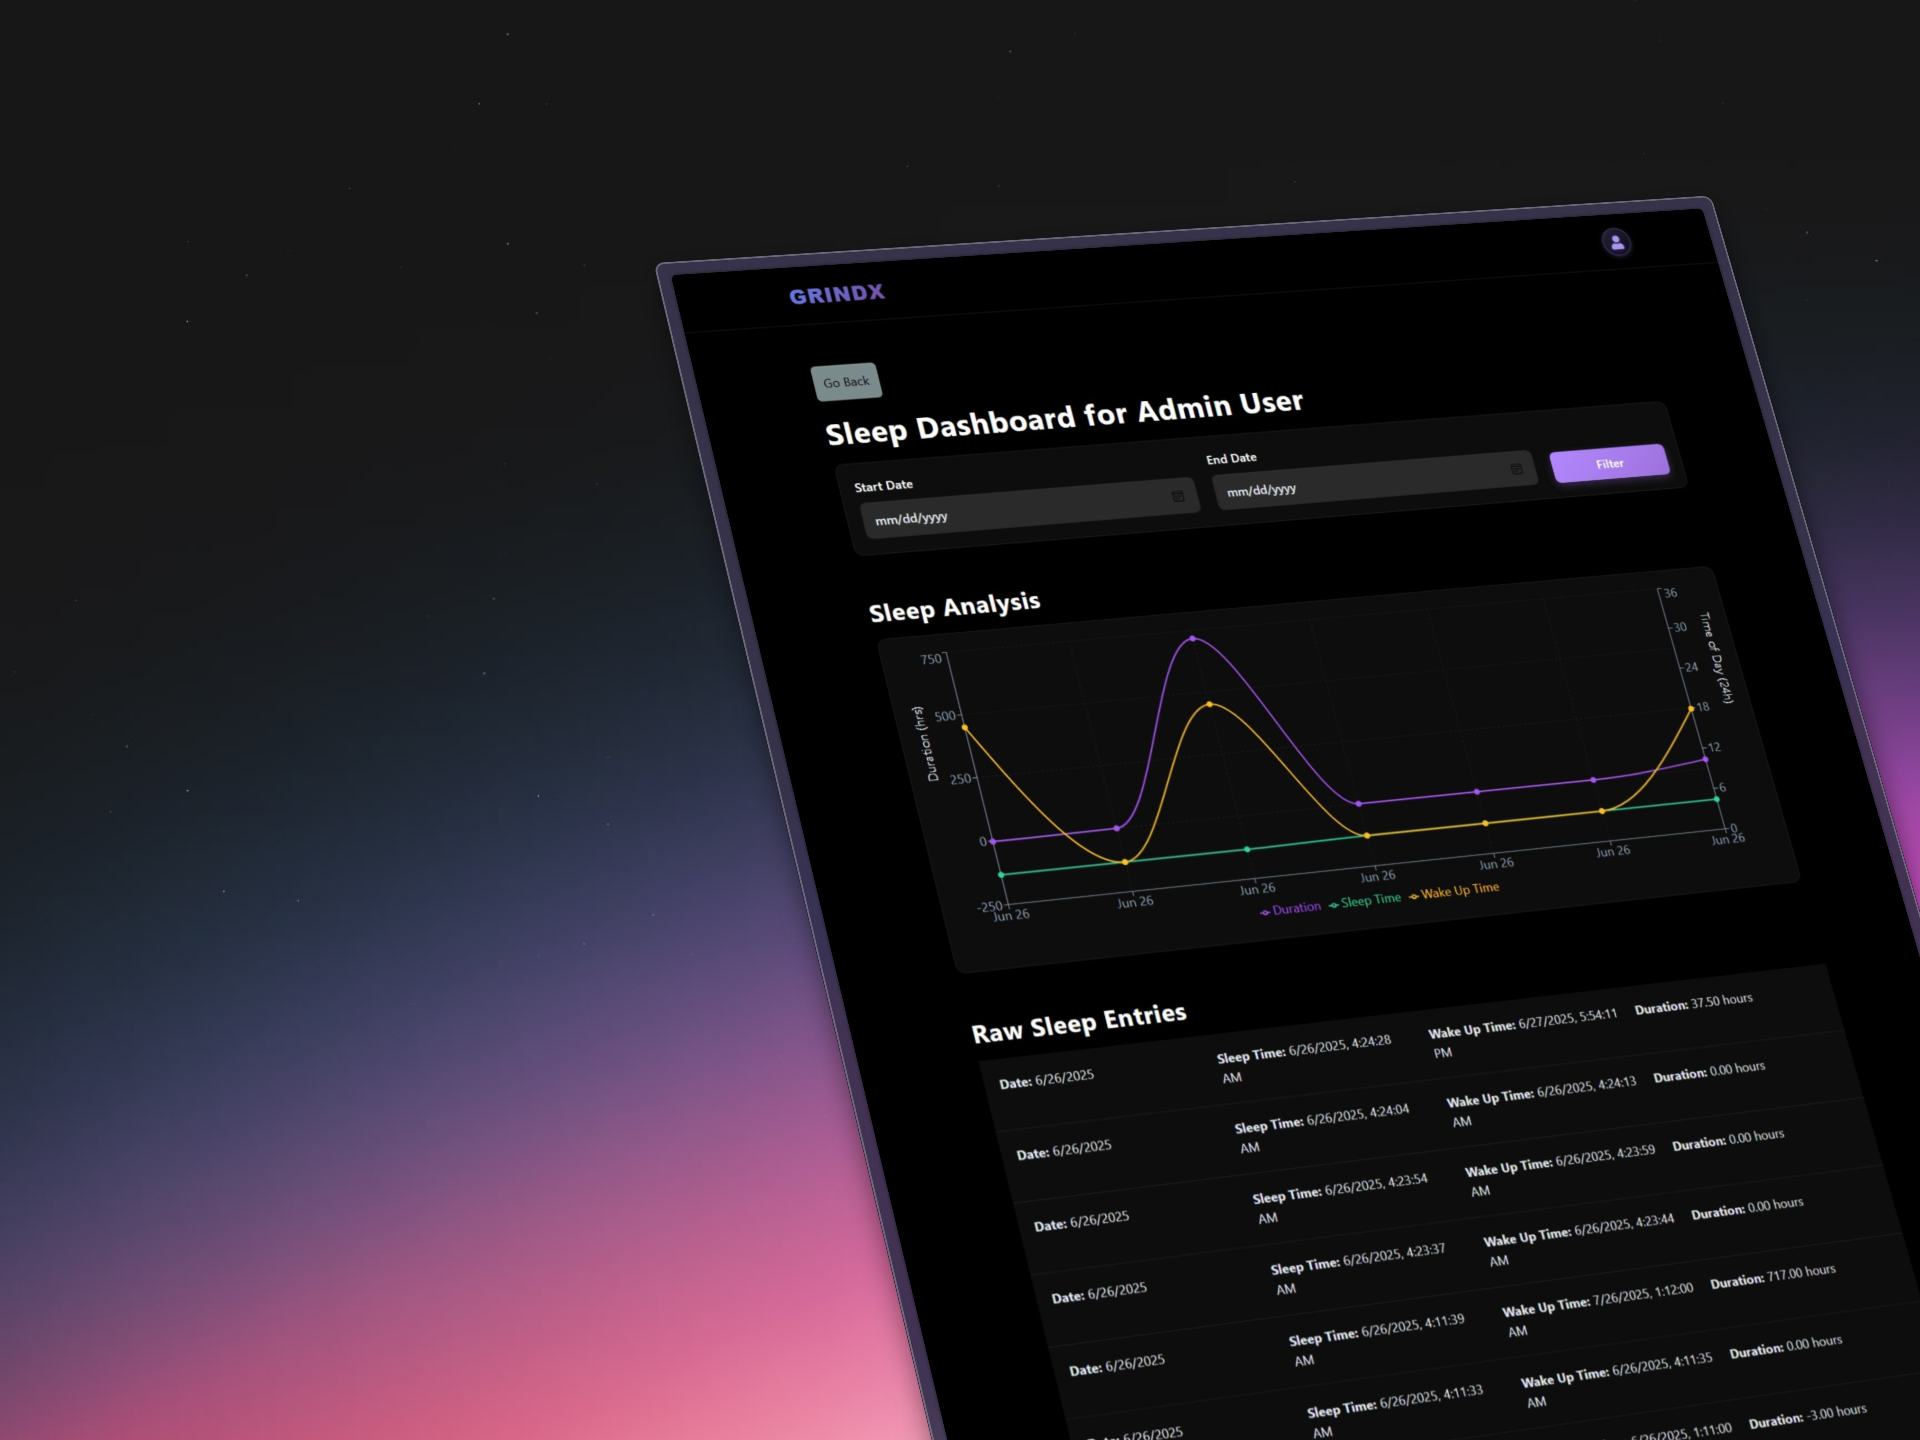 GRINDX
Go Back
Sleep Dashboard for Admin User
Start Date
End Date
mm/dd/yyyy
mm/dd/yyyy
Filter
Sleep Analysis
750
500
250
0
-250
Duration (hrs)
36
30
24
18
12
6
0
Time of Day (24h)
Jun 26
Jun 26
Jun 26
Jun 26
Jun 26
Jun 26
Jun 26
Duration
Sleep Time
Wake Up Time
Raw Sleep Entries
Date: 6/26/2025
Sleep Time: 6/26/2025, 4:24:28
AM
Wake Up Time: 6/27/2025, 5:54:11
PM
Duration: 37.50 hours
Date: 6/26/2025
Sleep Time: 6/26/2025, 4:24:04
AM
Wake Up Time: 6/26/2025, 4:24:13
AM
Duration: 0.00 hours
Date: 6/26/2025
Sleep Time: 6/26/2025, 4:23:54
AM
Wake Up Time: 6/26/2025, 4:23:59
AM
Duration: 0.00 hours
Date: 6/26/2025
Sleep Time: 6/26/2025, 4:23:37
AM
Wake Up Time: 6/26/2025, 4:23:44
AM
Duration: 0.00 hours
Date: 6/26/2025
Sleep Time: 6/26/2025, 4:11:39
AM
Wake Up Time: 7/26/2025, 1:12:00
AM
Duration: 717.00 hours
6/26/2025
Sleep Time: 6/26/2025, 4:11:33
AM
Wake Up Time: 6/26/2025, 4:11:35
AM
Duration: 0.00 hours
6/26/2025, 1:11:00
Duration: -3.00 hours